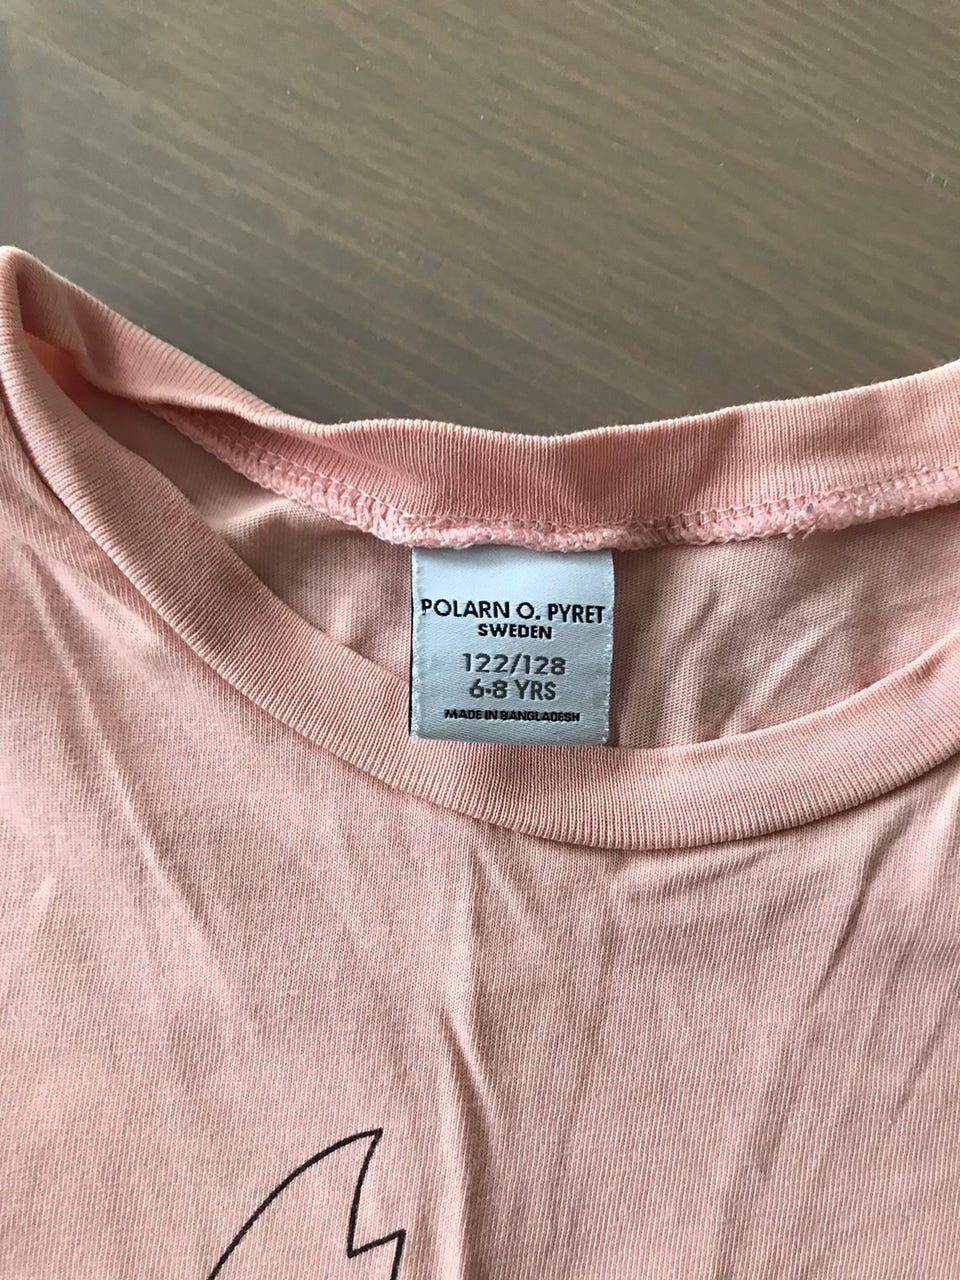 POLARN O. PYRET
SWEDEN
122/128
6-8 YRS
MADE IN BANGLADESH